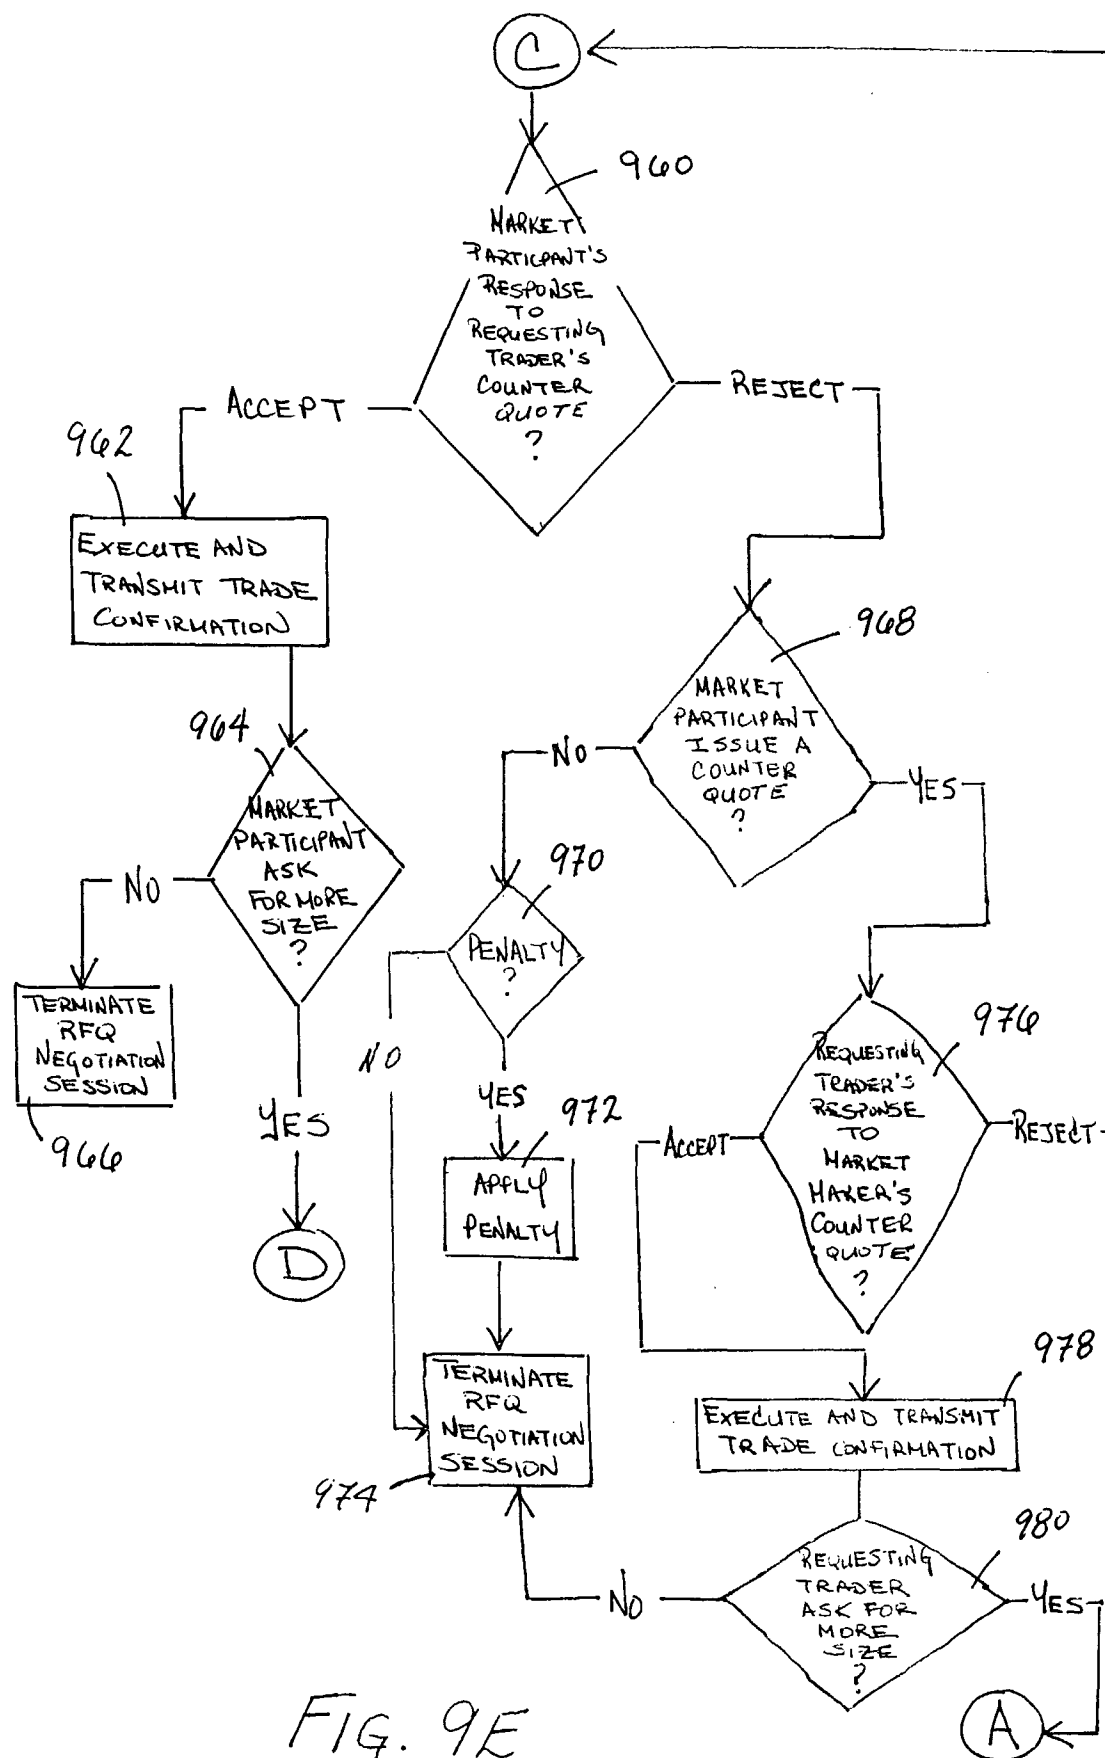 C
960
MARKET
PARTICPANT'S
RESPONSE
TO
REQUESTING
TRADER'S
COUNTER
QUOTE
?
ACCEPT
REJECT
962
EXECUTE AND
TRANSMIT TRADE
CONFIRMATION
968
MARKET
PARTICIPANT
ISSUE A
COUNTER
QUOTE
?
NO
YES
964
MARKET
PARTICIPANT
ASK
FOR MORE
SIZE
?
NO
YES
TERMINATE
RFQ
NEGOTIATION
SESSION
966
D
970
PENALTY
?
NO
YES
972
APPLY
PENALTY
TERMINATE
RFQ
NEGOTIATION
SESSION
974
976
REQUESTING
TRADER'S
RESPONSE
TO
MARKET
MAKER'S
COUNTER
QUOTE
?
ACCEPT
REJECT
978
EXECUTE AND TRANSMIT
TRADE CONFIRMATION
980
REQUESTING
TRADER
ASK FOR
MORE
SIZE
?
NO
YES
A
FIG. 9E